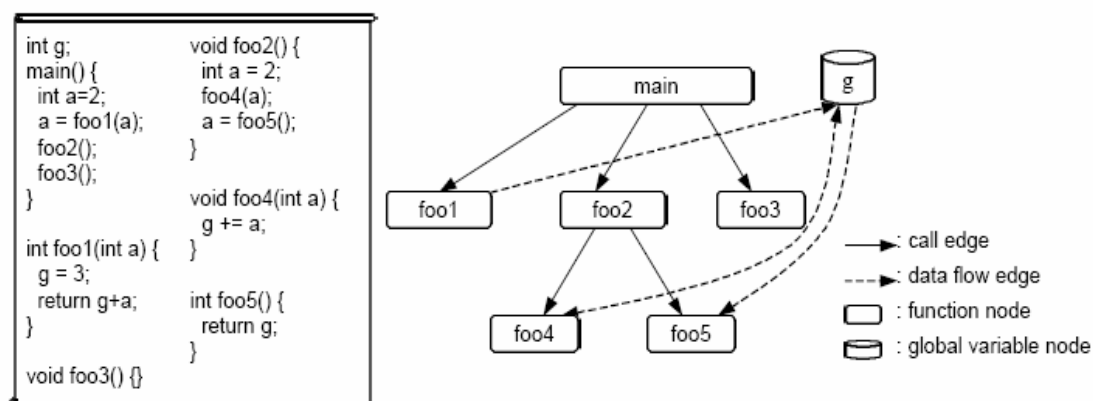 int g;
main() {
int a=2;
a = foo1(a);
foo2();
foo3();
}
int foo1(int a) {
g = 3;
return g+a;
}
void foo3() {}
void foo2() {
int a = 2;
foo4(a);
a = foo5();
}
void foo4(int a) {
g += a;
}
int foo5() {
return g;
}
main
g
foo1
foo2
foo3
foo4
foo5
: call edge
: data flow edge
: function node
: global variable node